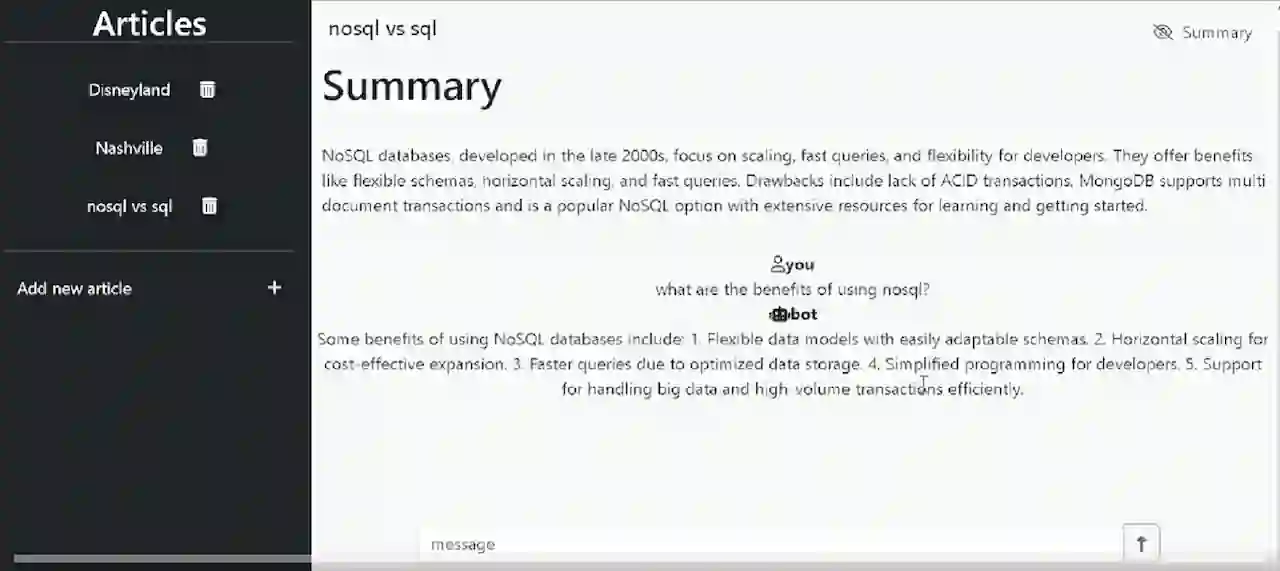 Articles
Disneyland
Nashville
nosql vs sql
Add new article +
nosql vs sql
Summary
Summary
NoSQL databases, developed in the late 2000s, focus on scaling, fast queries, and flexibility for developers. They offer benefits
like flexible schemas, horizontal scaling, and fast queries. Drawbacks include lack of ACID transactions. MongoDB supports multi
document transactions and is a popular NoSQL option with extensive resources for learning and getting started.
you
what are the benefits of using nosql?
bot
Some benefits of using NoSQL databases include: 1. Flexible data models with easily adaptable schemas. 2. Horizontal scaling for
cost-effective expansion. 3. Faster queries due to optimized data storage. 4. Simplified programming for developers. 5. Support
for handling big data and high-volume transactions efficiently.
message